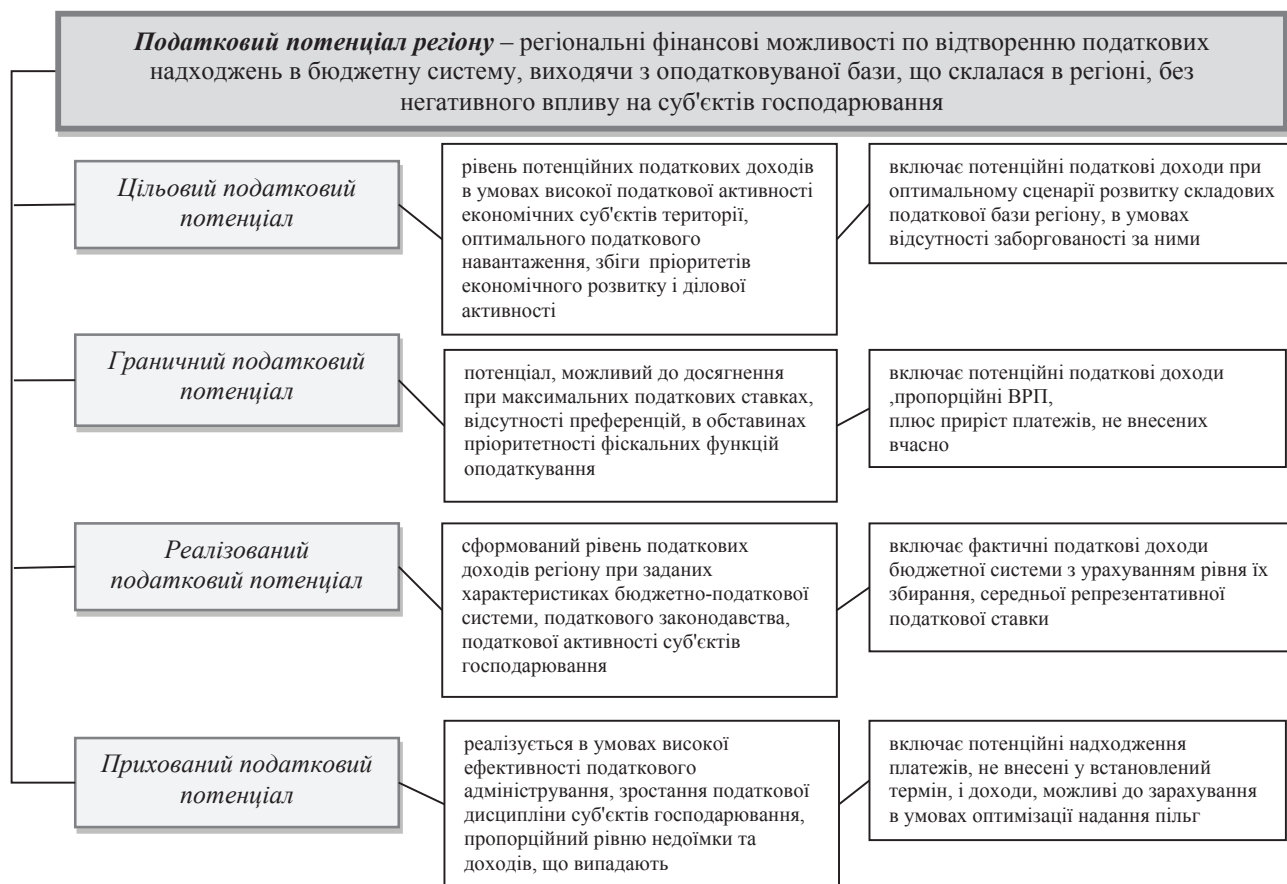 Податковий потенціал регіону – регіональні фінансові можливості по відтворенню податкових
надходжень в бюджетну систему, виходячи з оподатковуваної бази, що склалася в регіоні, без
негативного впливу на суб'єктів господарювання
Цільовий податковий
потенціал
рівень потенційних податкових доходів
в умовах високої податкової активності
економічних суб'єктів території,
оптимального податкового
навантаження, збіги пріоритетів
економічного розвитку і ділової
активності
включає потенційні податкові доходи при
оптимальному сценарії розвитку складових
податкової бази регіону, в умовах
відсутності заборгованості за ними
Граничний податковий
потенціал
потенціал, можливий до досягнення
при максимальних податкових ставках,
відсутності преференцій, в обставинах
пріоритетності фіскальних функцій
оподаткування
включає потенційні податкові доходи
,пропорційні ВРП,
плюс приріст платежів, не внесених
вчасно
Реалізований
податковий потенціал
сформований рівень податкових
доходів регіону при заданих
характеристиках бюджетно-податкової
системи, податкового законодавства,
податкової активності суб'єктів
господарювання
включає фактичні податкові доходи
бюджетної системи з урахуванням рівня їх
збирання, середньої репрезентативної
податкової ставки
Прихований податковий
потенціал
реалізується в умовах високої
ефективності податкового
адміністрування, зростання податкової
дисципліни суб'єктів господарювання,
пропорційний рівню недоїмки та
доходів, що випадають
включає потенційні надходження
платежів, не внесені у встановлений
термін, і доходи, можливі до зарахування
в умовах оптимізації надання пільг